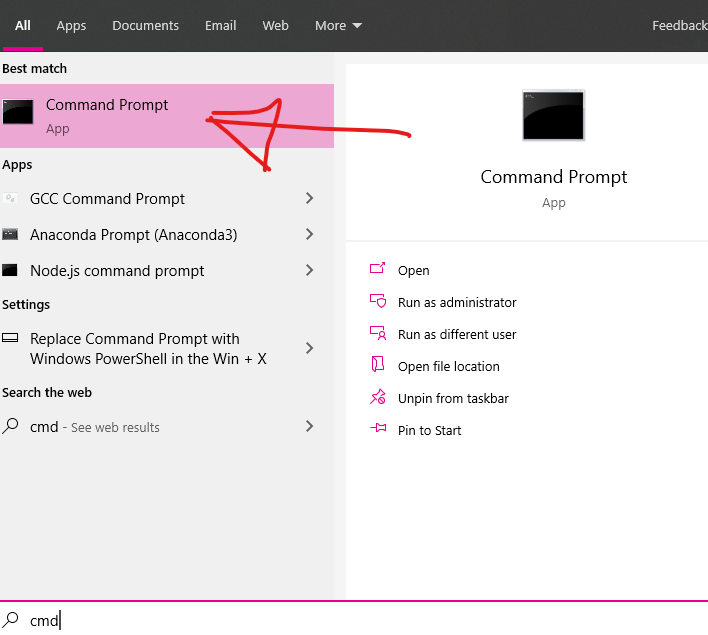 All Apps Documents Email Web More Feedback
Best match
Command Prompt
App
Apps
GCC Command Prompt
Anaconda Prompt (Anaconda3)
Node.js command prompt
Settings
Replace Command Prompt with
Windows PowerShell in the Win + X
Search the web
cmd - See web results
Command Prompt
App
Open
Run as administrator
Run as different user
Open file location
Unpin from taskbar
Pin to Start
cmd